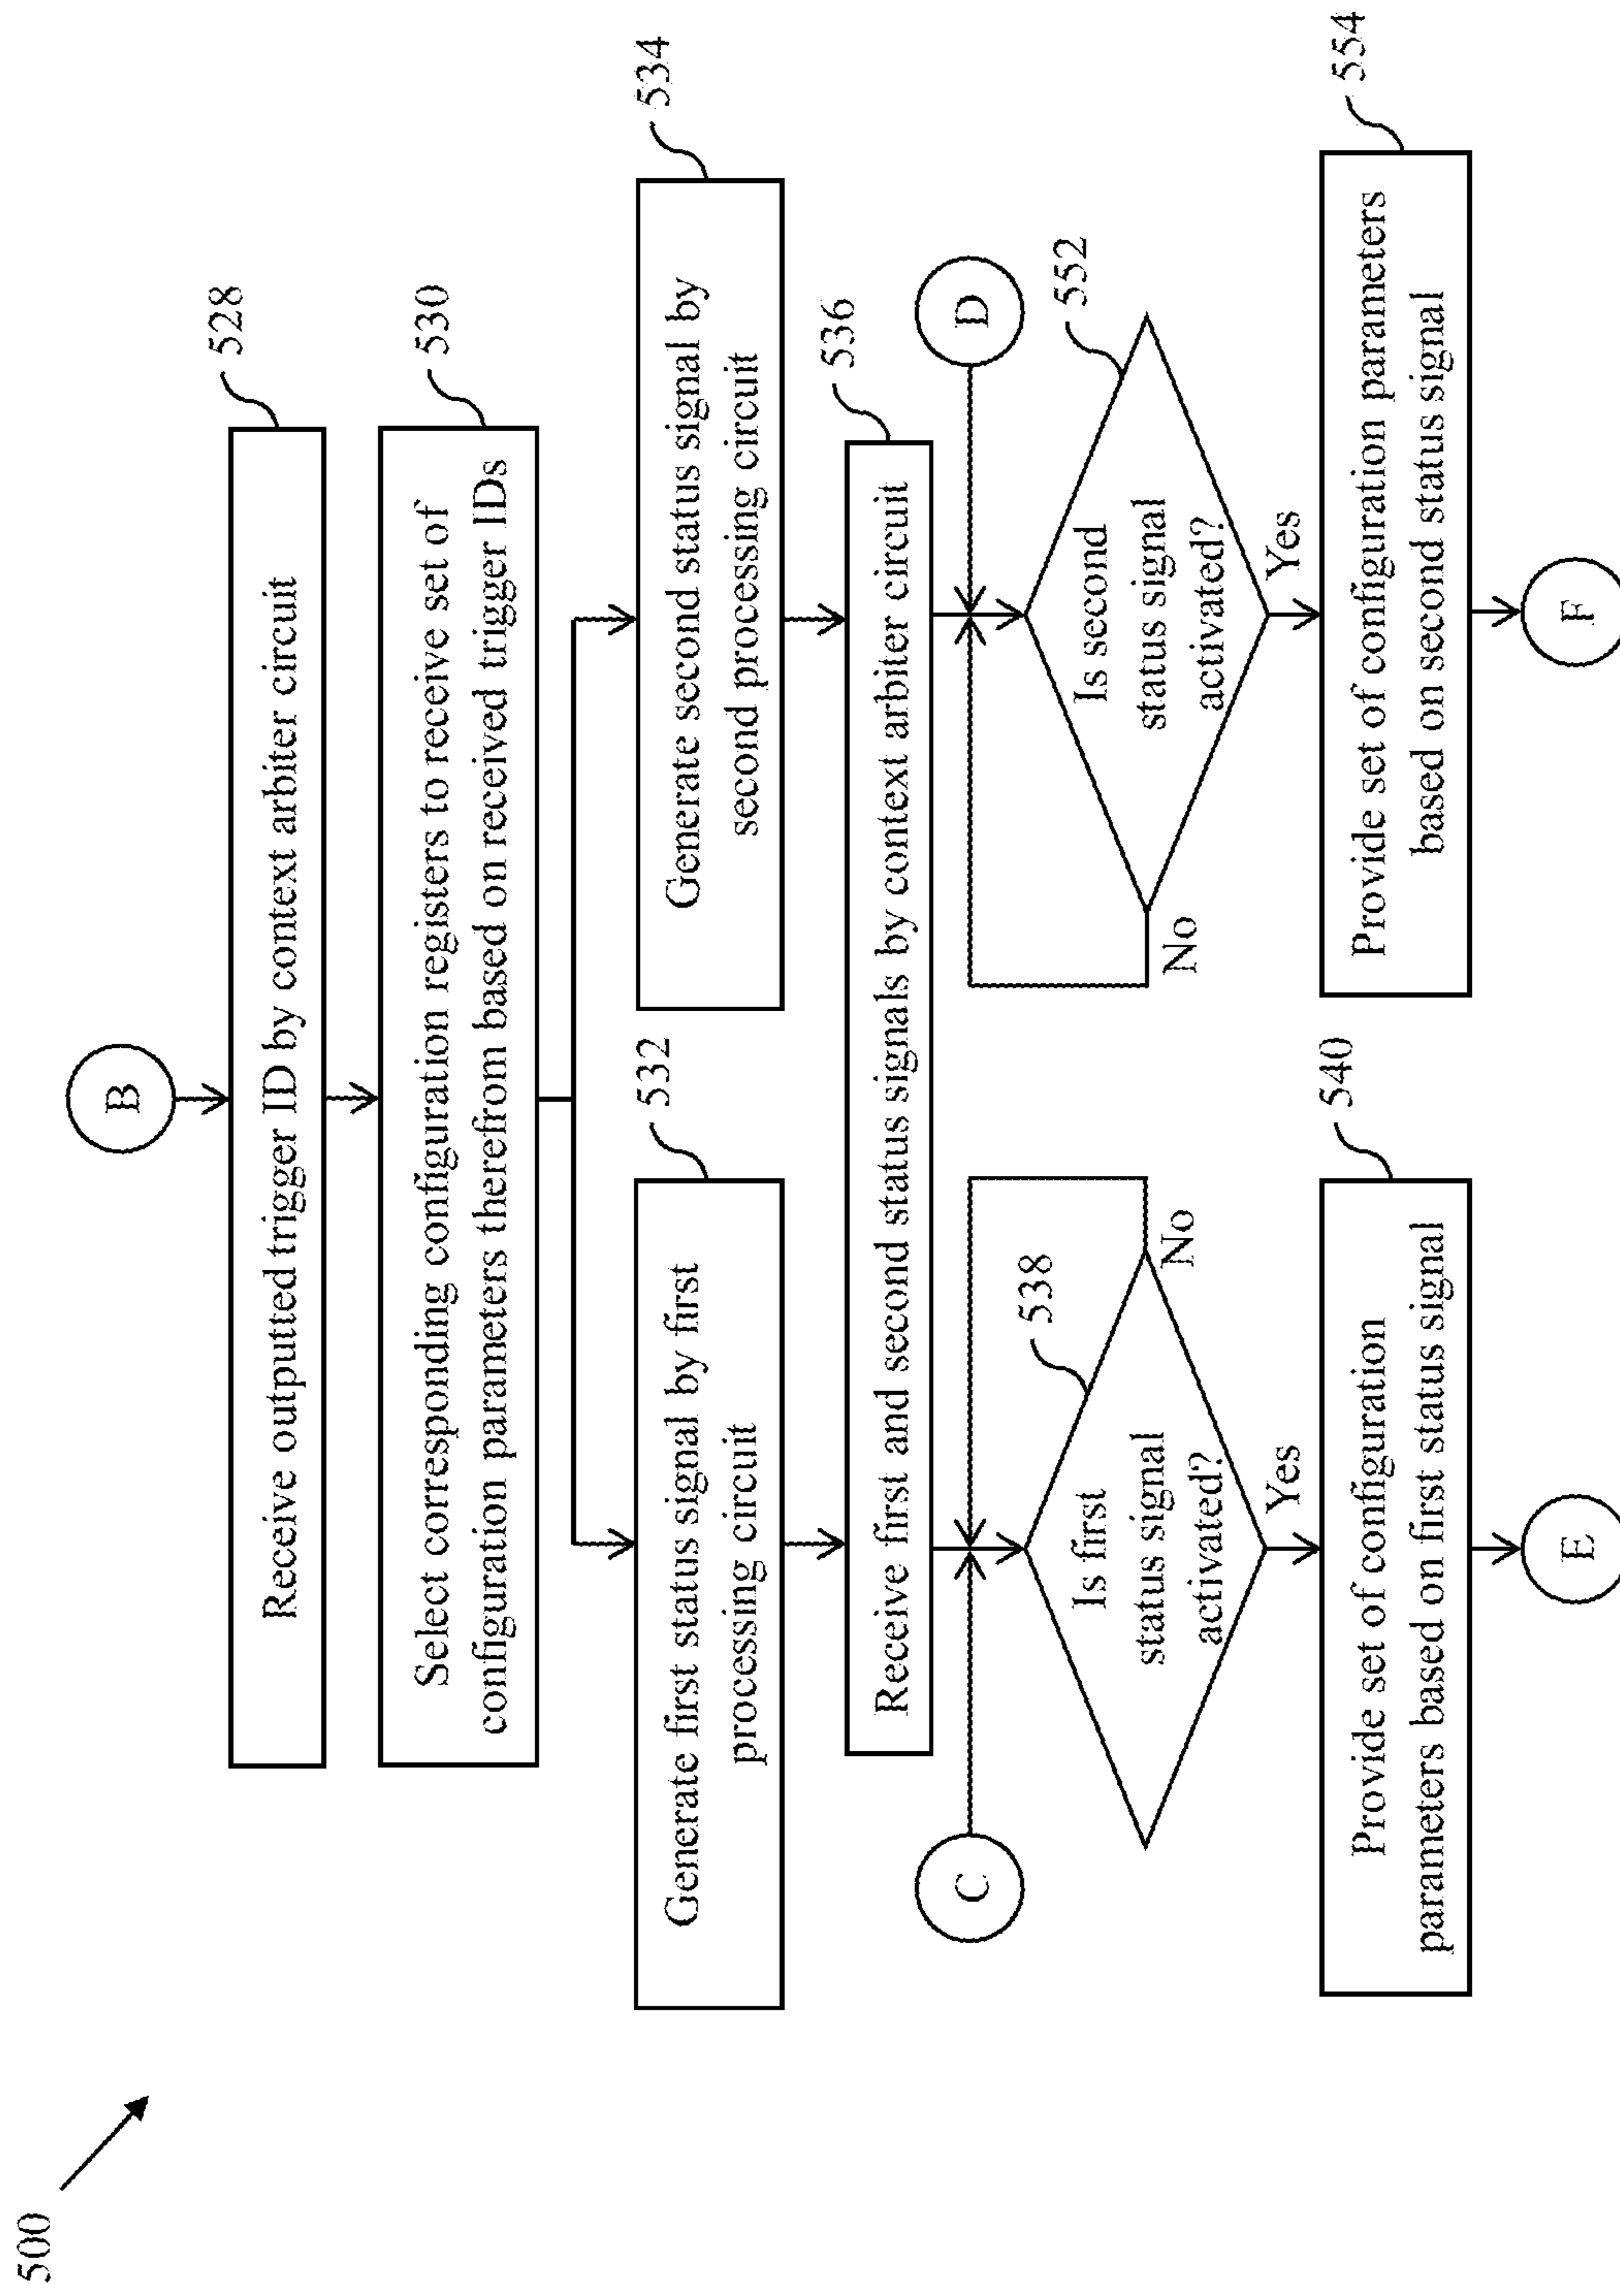 500
B
528
Receive outputted trigger ID by context arbiter circuit
530
Select corresponding configuration registers to receive set of
configuration parameters therefrom based on received trigger IDs
532
Generate first status signal by first
processing circuit
534
Generate second status signal by
second processing circuit
536
Receive first and second status signals by context arbiter circuit
C
538
Is first
status signal
activated?
No
Yes
D
552
Is second
status signal
activated?
No
Yes
540
Provide set of configuration
parameters based on first status signal
554
Provide set of configuration parameters
based on second status signal
E
F